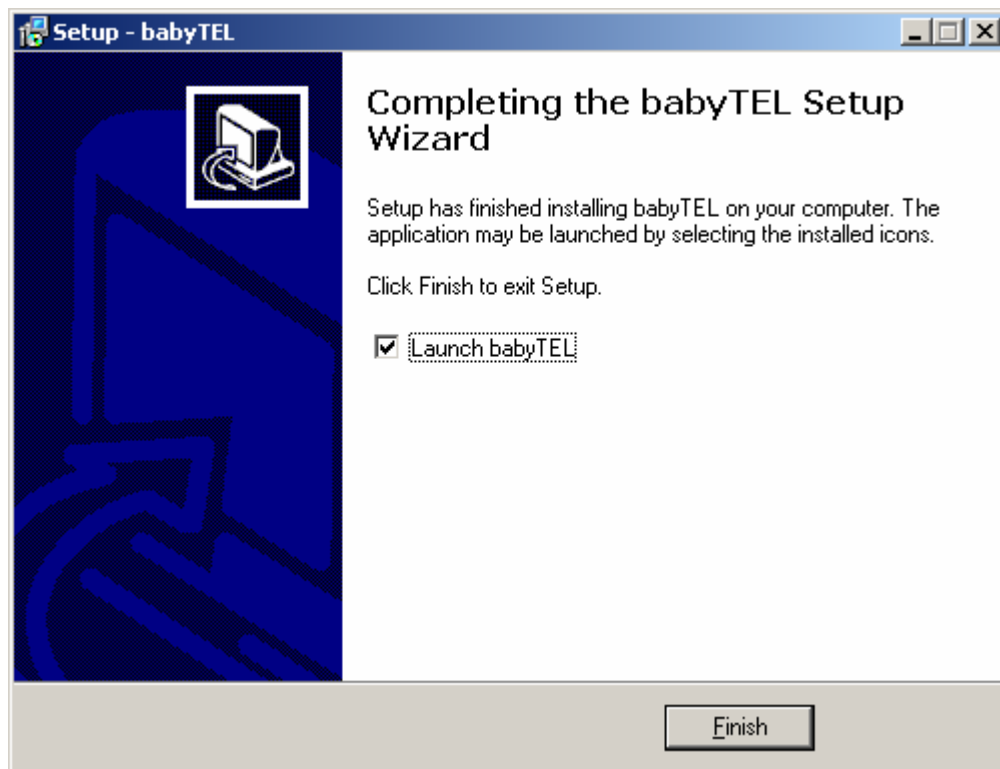 Setup - babyTEL
Completing the babyTEL Setup
Wizard
Setup has finished installing babyTEL on your computer. The
application may be launched by selecting the installed icons.
Click Finish to exit Setup.
Launch babyTEL
Finish